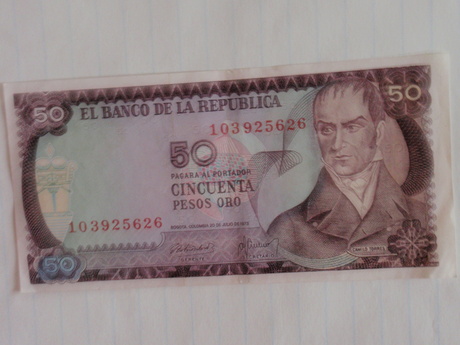 50
EL BANCO DE LA REPUBLICA
50
103925626
50
PAGARA AL PORTADOR
CINCUENTA
PESOS ORO
103925626
50
CAMILO TORRES